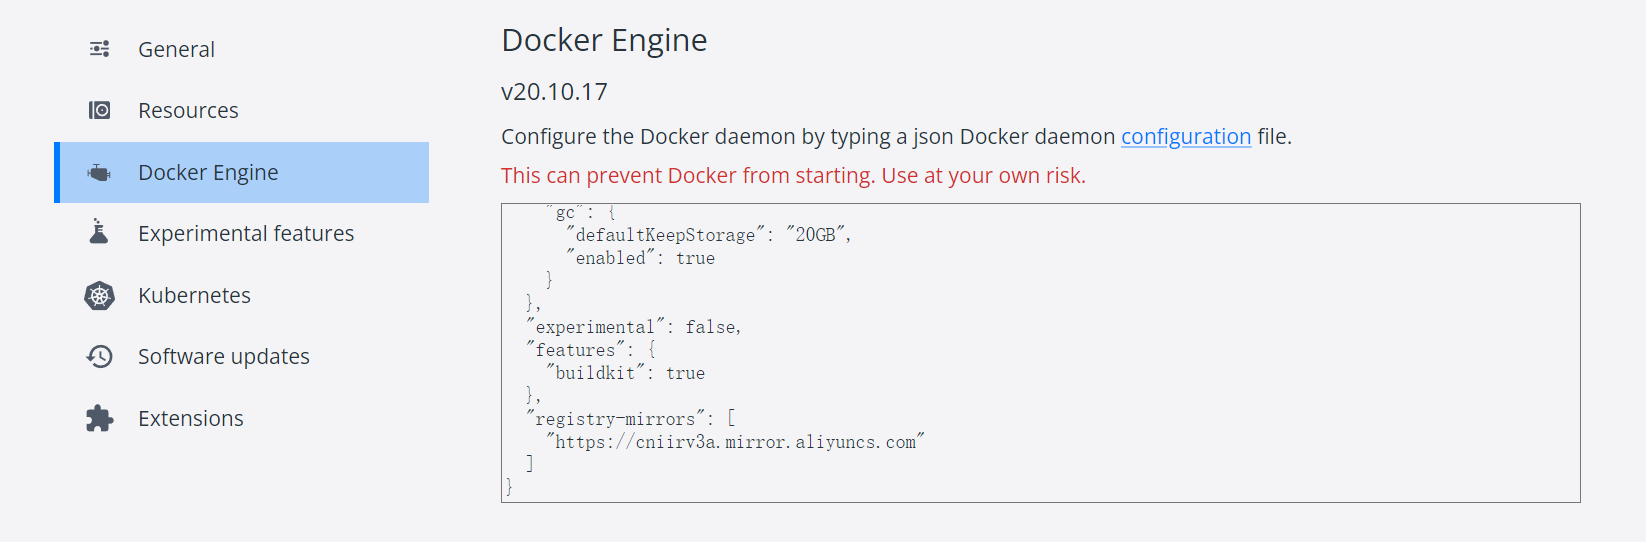 General
Resources
Docker Engine
Experimental features
Kubernetes
Software updates
Extensions
Docker Engine
v20.10.17
Configure the Docker daemon by typing a json Docker daemon configuration file.
This can prevent Docker from starting. Use at your own risk.
"gc": {
"defaultKeepStorage": "20GB",
"enabled": true
}
},
"experimental": false,
"features": {
"buildkit": true
},
"registry-mirrors": [
"https://cniirv3a.mirror.aliyuncs.com"
]
}